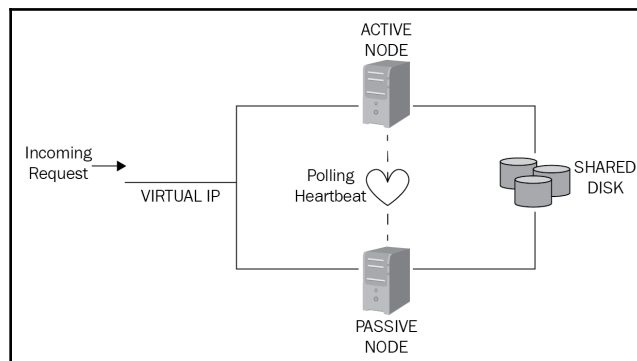 ACTIVE
NODE
Incoming
Request
VIRTUAL IP
Polling
Heartbeat
SHARED
DISK
PASSIVE
NODE